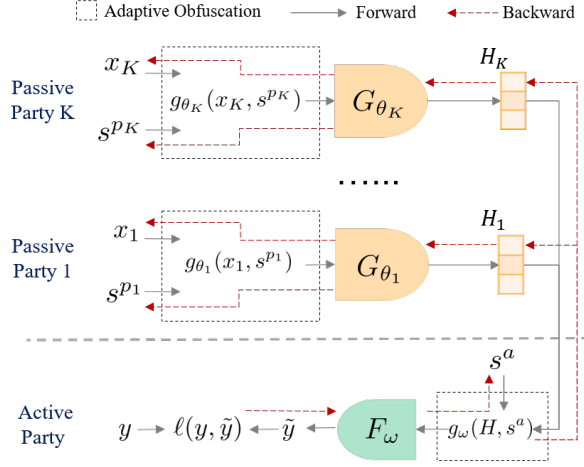 Adaptive Obfuscation Forward Backward
Passive Party K
x_K
s^{p_K}
g_{θ_K}(x_K, s^{p_K})
G_{θ_K}
H_K
......
Passive Party 1
x_1
s^{p_1}
g_{θ_1}(x_1, s^{p_1})
G_{θ_1}
H_1
Active Party
s^a
y
ℓ(y, ỹ)
ỹ
F_ω
g_ω(H, s^a)